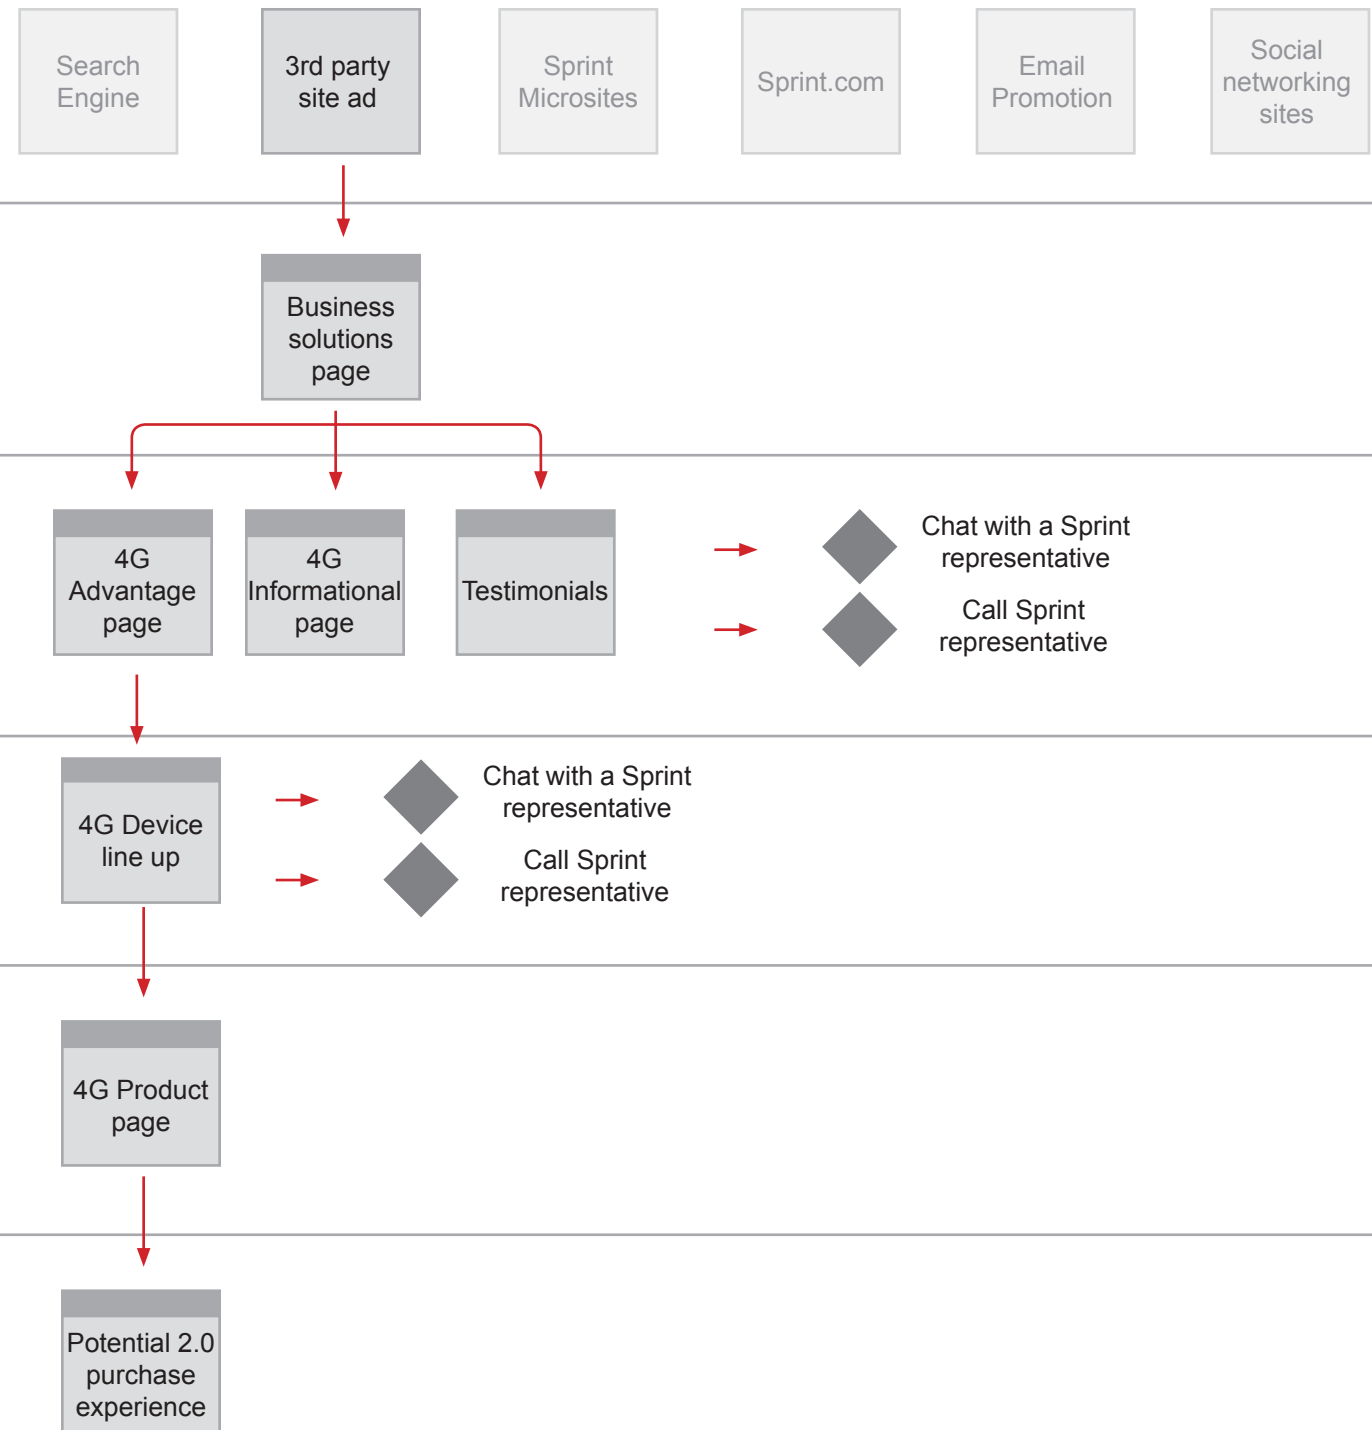 Search
Engine
3rd party
site ad
Sprint
Microsites
Sprint.com
Email
Promotion
Social
networking
sites
Business
solutions
page
4G
Advantage
page
4G
Informational
page
Testimonials
Chat with a Sprint
representative
Call Sprint
representative
4G Device
line up
Chat with a Sprint
representative
Call Sprint
representative
4G Product
page
Potential 2.0
purchase
experience